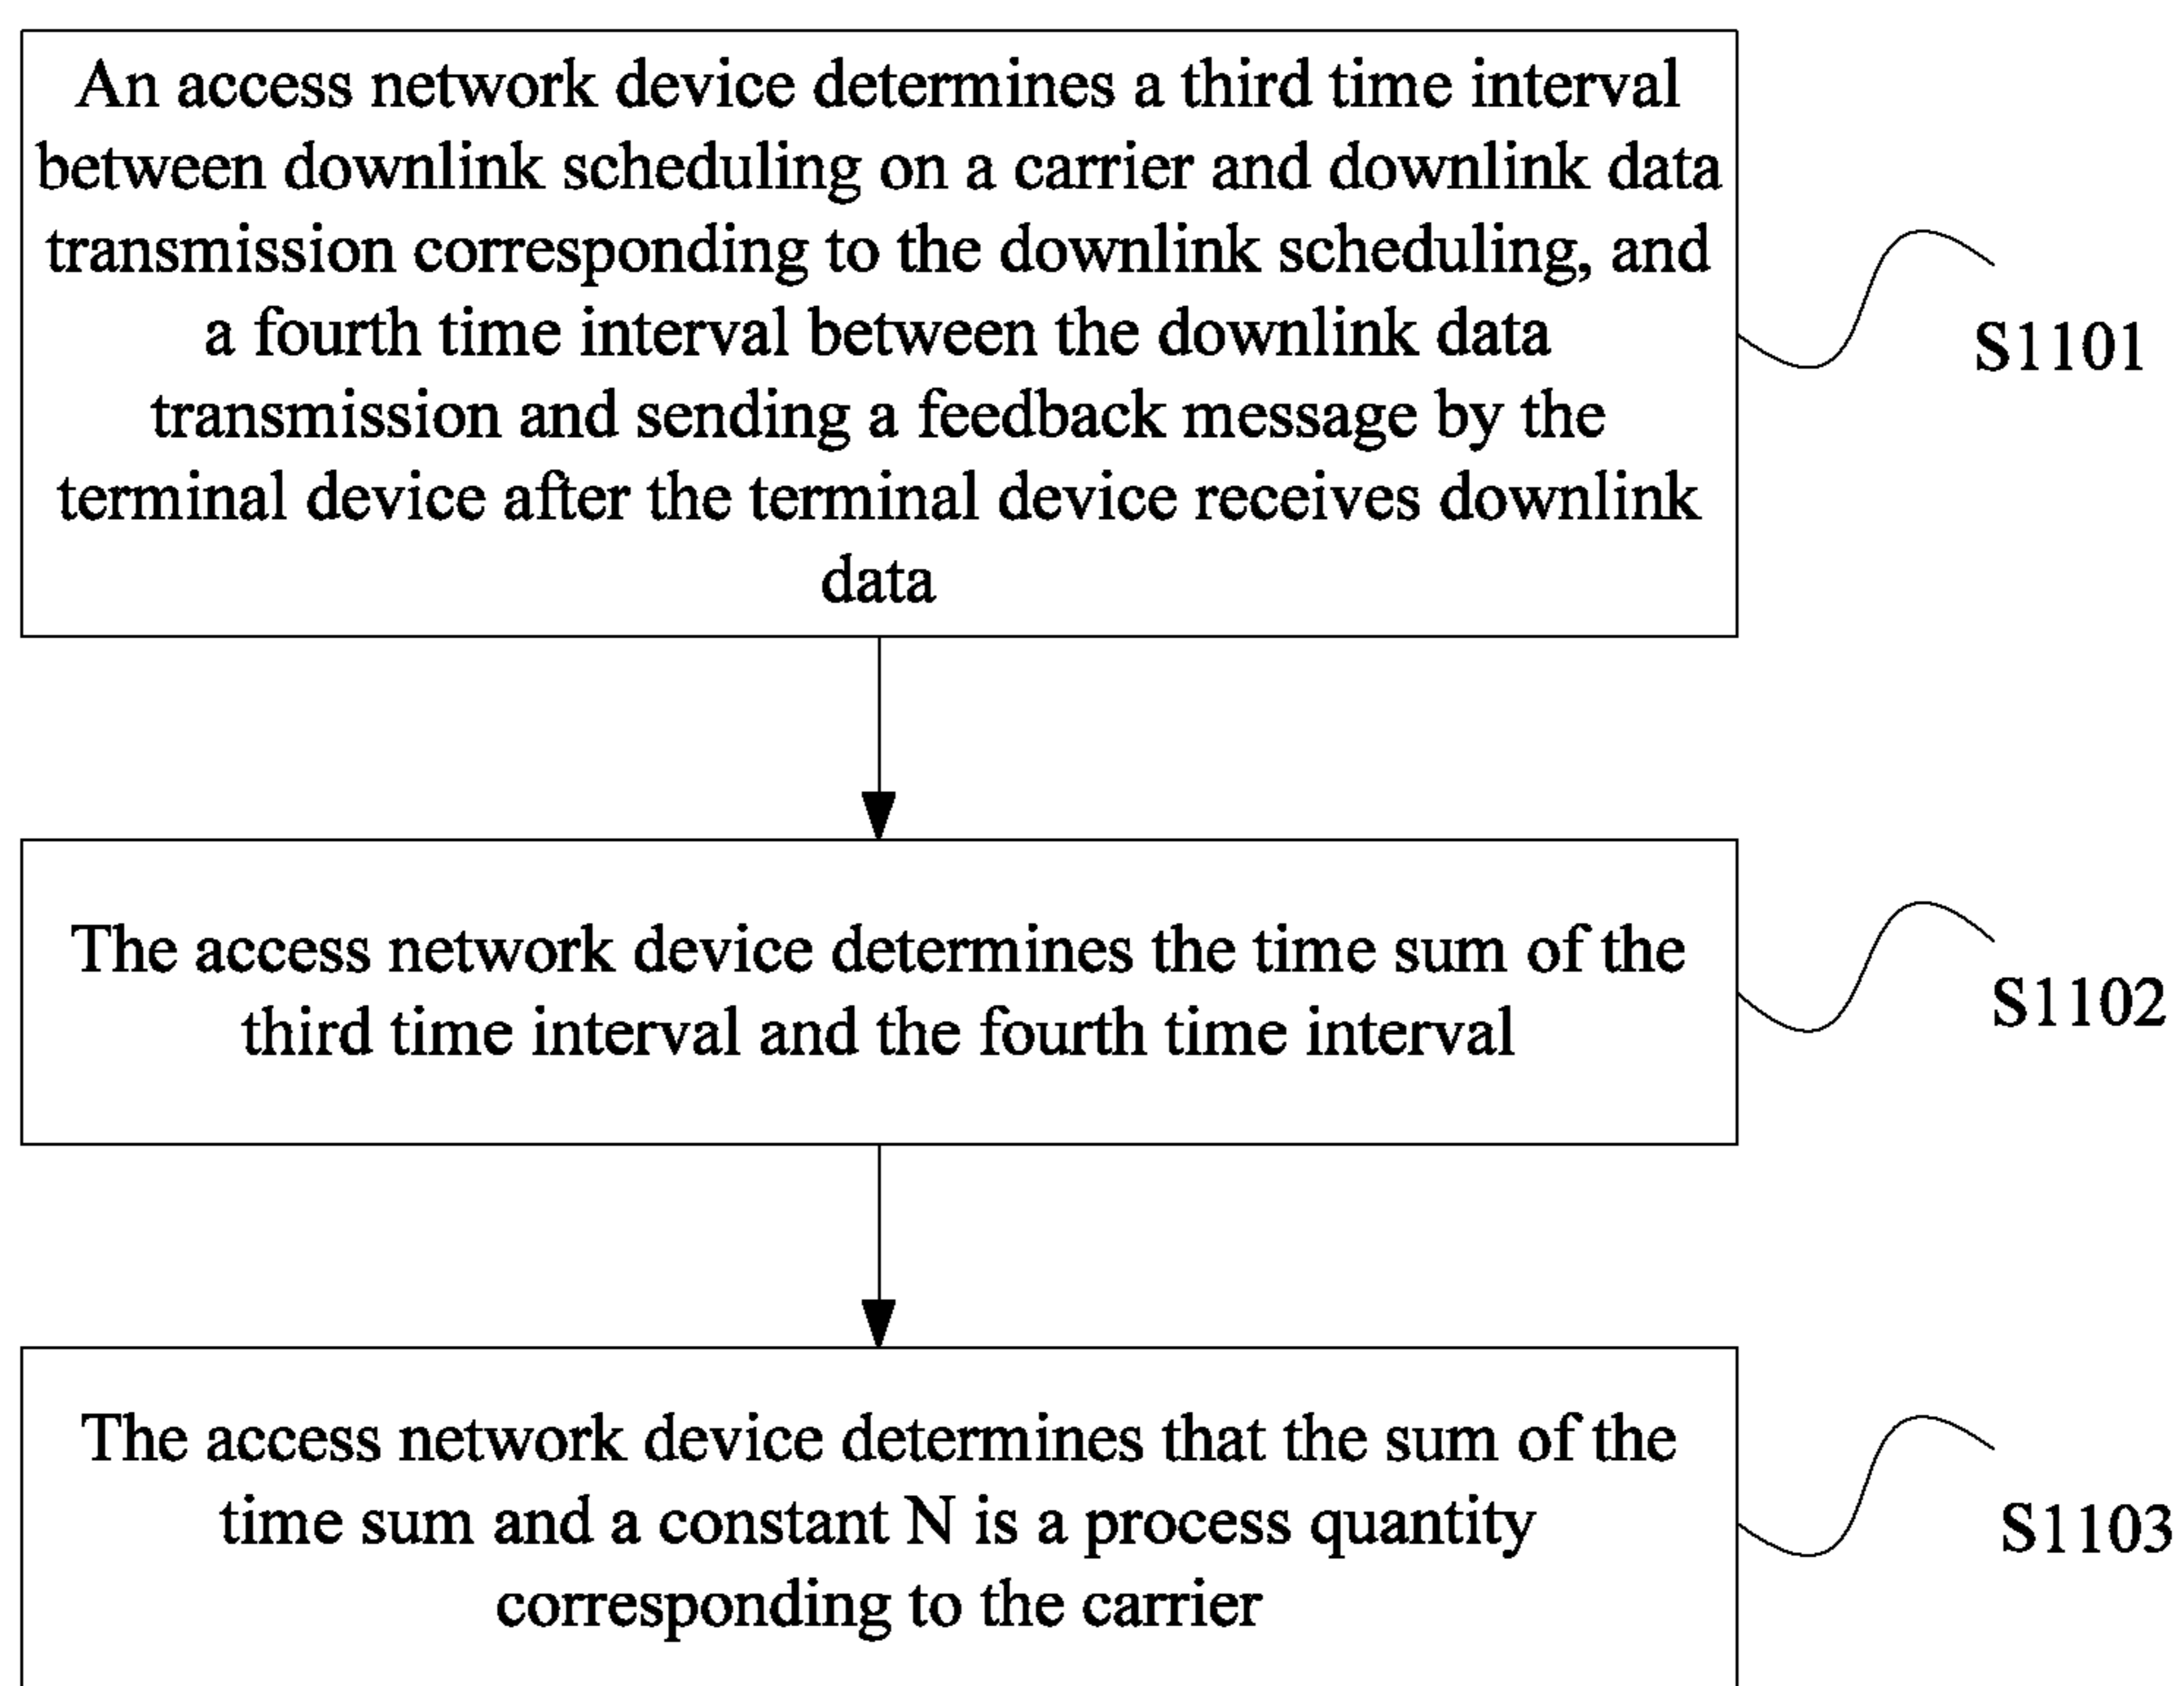 An access network device determines a third time interval
between downlink scheduling on a carrier and downlink data
transmission corresponding to the downlink scheduling, and
a fourth time interval between the downlink data
transmission and sending a feedback message by the
terminal device after the terminal device receives downlink
data
S1101
The access network device determines the time sum of the
third time interval and the fourth time interval
S1102
The access network device determines that the sum of the
time sum and a constant N is a process quantity
corresponding to the carrier
S1103